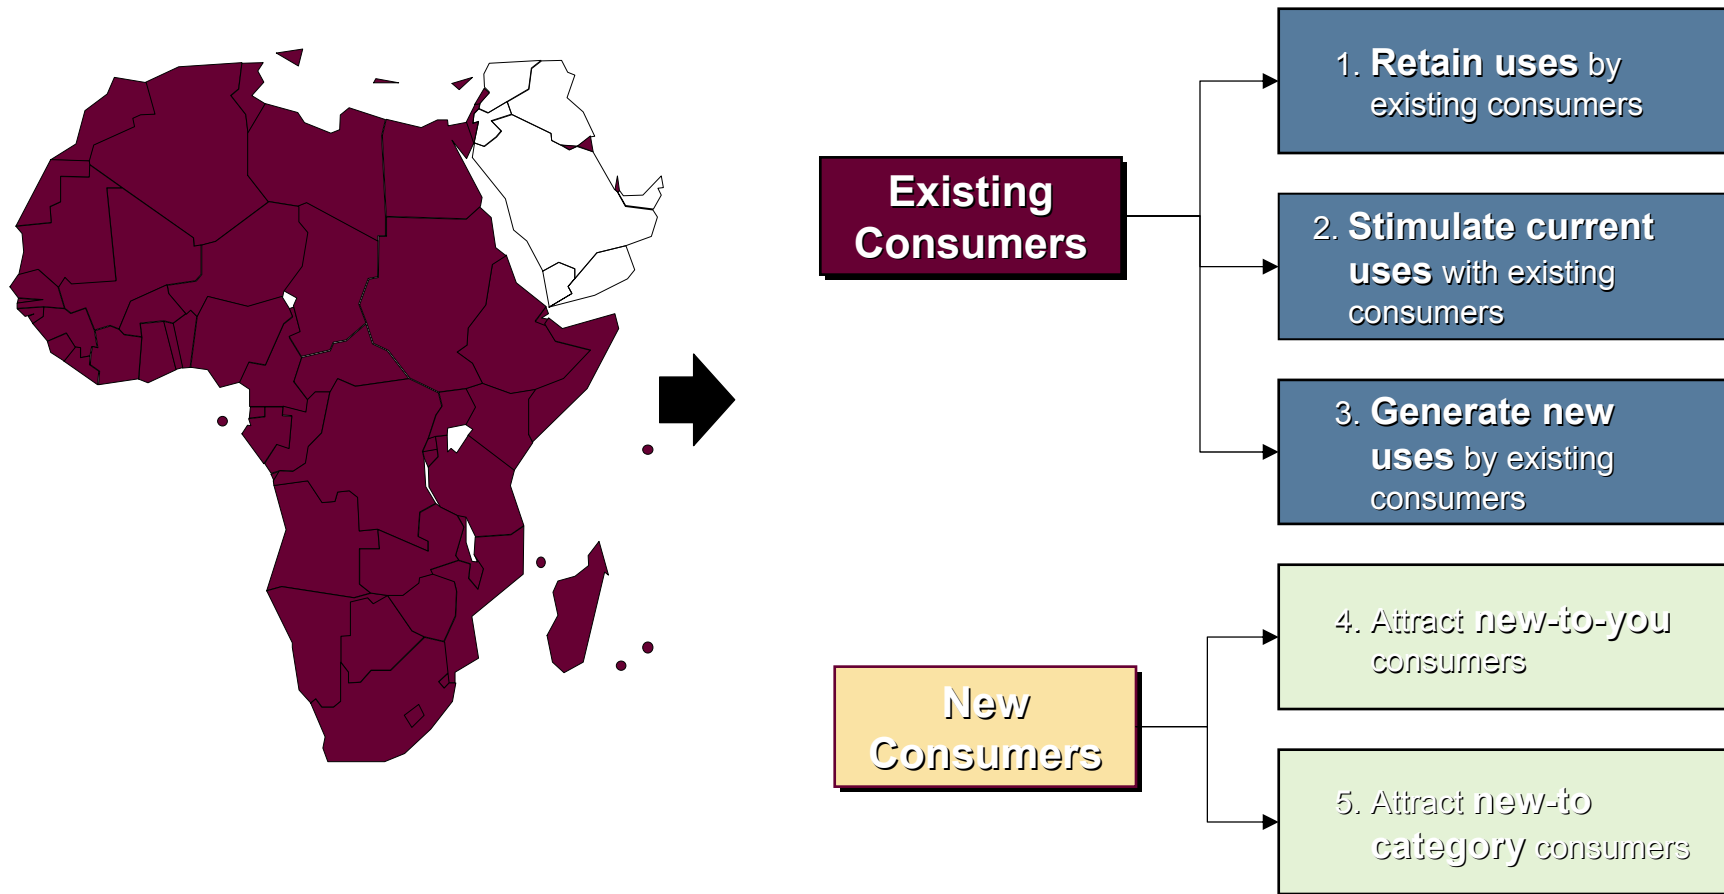 Existing
Consumers
1. Retain uses by
existing consumers
2. Stimulate current
uses with existing
consumers
3. Generate new
uses by existing
consumers
New
Consumers
4. Attract new-to-you
consumers
5. Attract new-to
category consumers